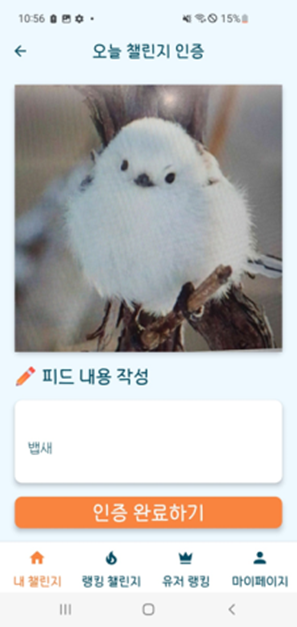 10:56
15%
오늘 챌린지 인증
피드 내용 작성
뱁새
인증 완료하기
내 챌린지 랭킹 챌린지 유저 랭킹 마이페이지